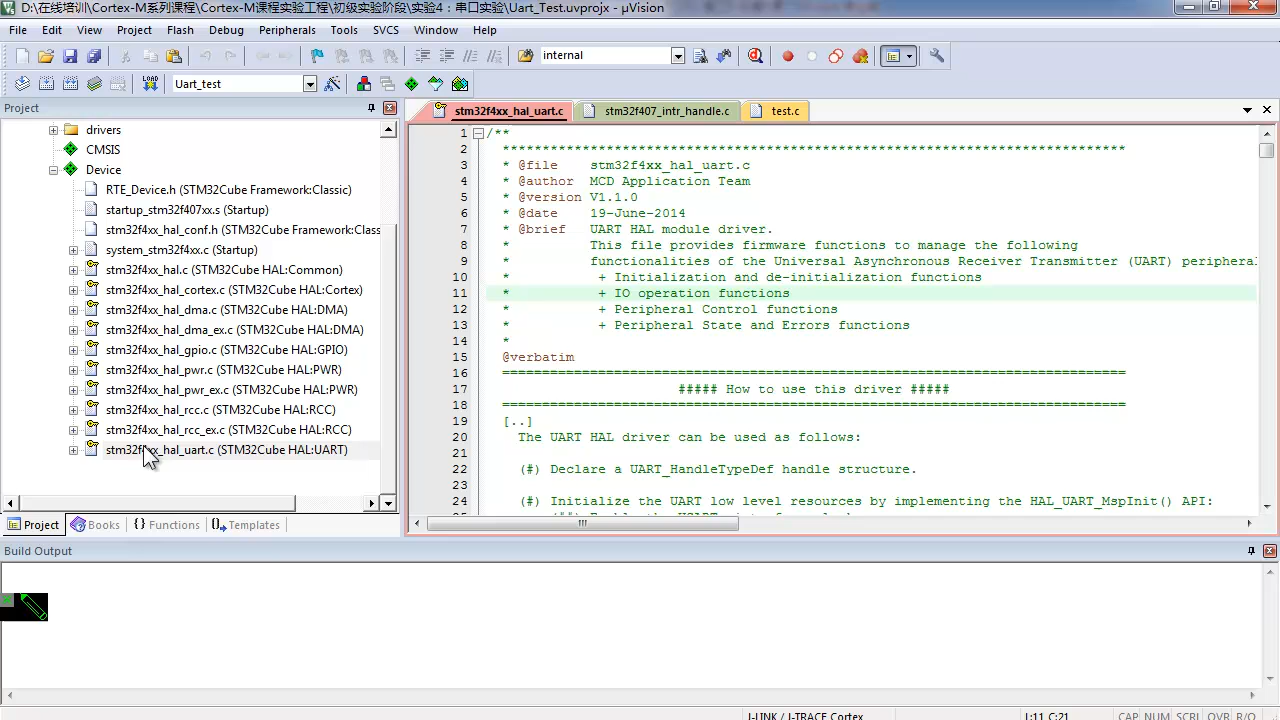 D:\在线培训\Cortex-M系列课程\Cortex-M课程实验工程\初级实验阶段\实验4：串口实验\Uart_Test.uvprojx - µVision
File Edit View Project Flash Debug Peripherals Tools SVCS Window Help
internal
LOAD Uart_test
Project
stm32f4xx_hal_uart.c stm32f407_intr_handle.c test.c
drivers
CMSIS
Device
RTE_Device.h (STM32Cube Framework:Classic)
startup_stm32f407xx.s (Startup)
stm32f4xx_hal_conf.h (STM32Cube Framework:Class
system_stm32f4xx.c (Startup)
stm32f4xx_hal.c (STM32Cube HAL:Common)
stm32f4xx_hal_cortex.c (STM32Cube HAL:Cortex)
stm32f4xx_hal_dma.c (STM32Cube HAL:DMA)
stm32f4xx_hal_dma_ex.c (STM32Cube HAL:DMA)
stm32f4xx_hal_gpio.c (STM32Cube HAL:GPIO)
stm32f4xx_hal_pwr.c (STM32Cube HAL:PWR)
stm32f4xx_hal_pwr_ex.c (STM32Cube HAL:PWR)
stm32f4xx_hal_rcc.c (STM32Cube HAL:RCC)
stm32f4xx_hal_rcc_ex.c (STM32Cube HAL:RCC)
stm32f4xx_hal_uart.c (STM32Cube HAL:UART)
Project Books {} Functions Templates
1 /**
2 ******************************************************************************
3 * @file stm32f4xx_hal_uart.c
4 * @author MCD Application Team
5 * @version V1.1.0
6 * @date 19-June-2014
7 * @brief UART HAL module driver.
8 * This file provides firmware functions to manage the following
9 * functionalities of the Universal Asynchronous Receiver Transmitter (UART) peripheral
10 * + Initialization and de-initialization functions
11 * + IO operation functions
12 * + Peripheral Control functions
13 * + Peripheral State and Errors functions
14 *
15 @verbatim
16 ==============================================================================
17 ##### How to use this driver #####
18 ==============================================================================
19 [..]
20 The UART HAL driver can be used as follows:
21
22 (#) Declare a UART_HandleTypeDef handle structure.
23
24 (#) Initialize the UART low level resources by implementing the HAL_UART_MspInit() API:
Build Output
J-LINK / J-TRACE Cortex L:11 C:21 CAP NUM SCRL OVR R/O